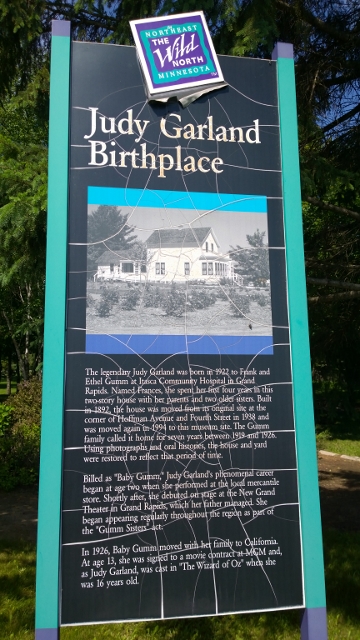 IN
NORTHEAST
THE
Wild
NORTH
MINNESOTA
Judy Garland
Birthplace
The legendary Judy Garland was born in 1922 to Frank and
Ethel Gumm at Itasca Community Hospital in Grand
Rapids. Named Frances, she spent her first four years in this
two-story house with her parents and two older sisters. Built
in 1892, the house was moved from its original site at the
corner of Hoffman Avenue and Fourth Street in 1938 and
was moved again in 1994 to this museum site. The Gumm
family called it home for seven years between 1919 and 1926.
Using photographs and oral histories, the house and yard
were restored to reflect that period of time.
Billed as "Baby Gumm," Judy Garland's phenomenal career
began at age two when she performed at the local mercantile
store. Shortly after, she debuted on stage at the New Grand
Theater in Grand Rapids, which her father managed. She
began appearing regularly throughout the region as part of
the "Gumm Sisters" act.
In 1926, Baby Gumm moved with her family to California.
At age 13, she was signed to a movie contract at MGM and,
as Judy Garland, was cast in "The Wizard of Oz" when she
was 16 years old.